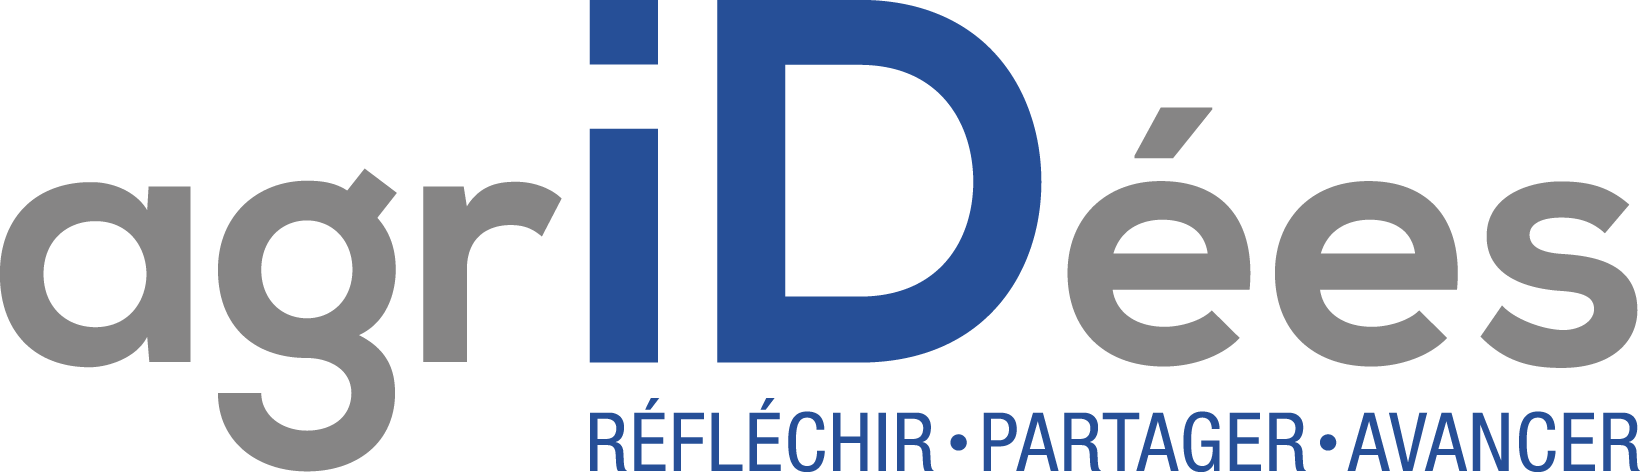 agriDées
RÉFLÉCHIR • PARTAGER • AVANCER